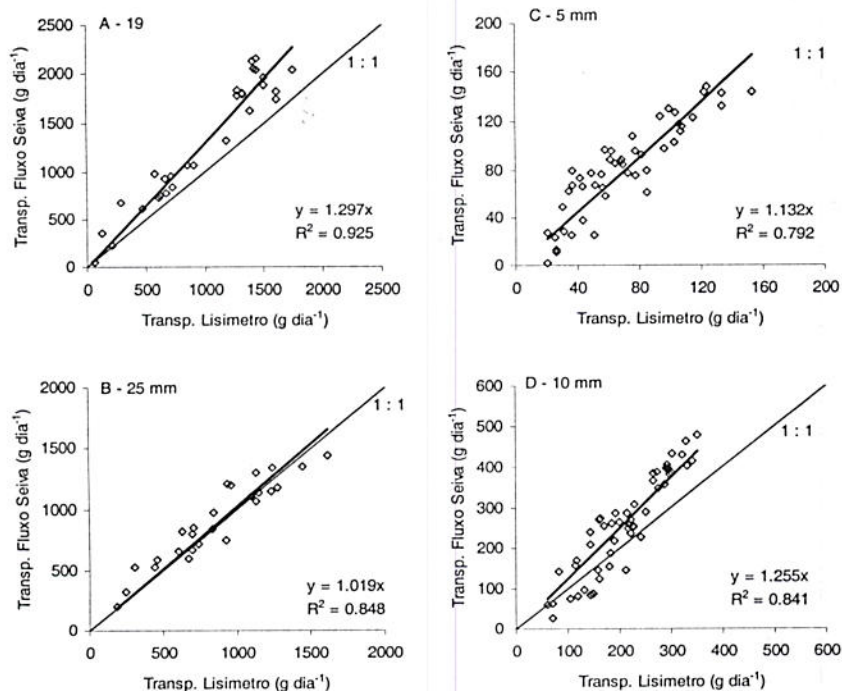 A - 19
1 : 1
y = 1.297x
R² = 0.925
2500
2000
1500
1000
500
0
0 500 1000 1500 2000 2500
Transp. Fluxo Seiva (g dia⁻¹)
Transp. Lisimetro (g dia⁻¹)
C - 5 mm
1 : 1
y = 1.132x
R² = 0.792
200
160
120
80
40
0
0 40 80 120 160 200
Transp. Fluxo Seiva (g dia⁻¹)
Transp. Lisimetro (g dia⁻¹)
B - 25 mm
1 : 1
y = 1.019x
R² = 0.848
2000
1500
1000
500
0
0 500 1000 1500 2000
Transp. Fluxo Seiva (g dia⁻¹)
Transp. Lisimetro (g dia⁻¹)
D - 10 mm
1 : 1
y = 1.255x
R² = 0.841
600
500
400
300
200
100
0
0 100 200 300 400 500 600
Transp. Fluxo Seiva (g dia⁻¹)
Transp. Lisimetro (g dia⁻¹)